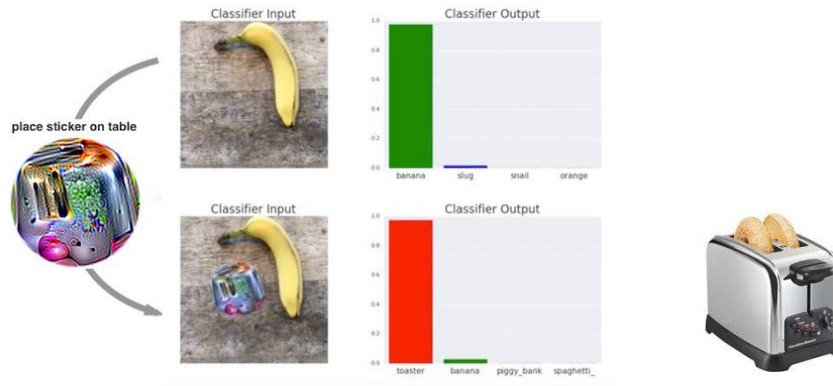 Classifier Input
Classifier Output
place sticker on table
1.0
0.8
0.6
0.4
0.2
0.0
banana
slug
snail
orange
Classifier Input
Classifier Output
1.0
0.8
0.6
0.4
0.2
0.0
toaster
banana
piggy_bank
spaghetti_